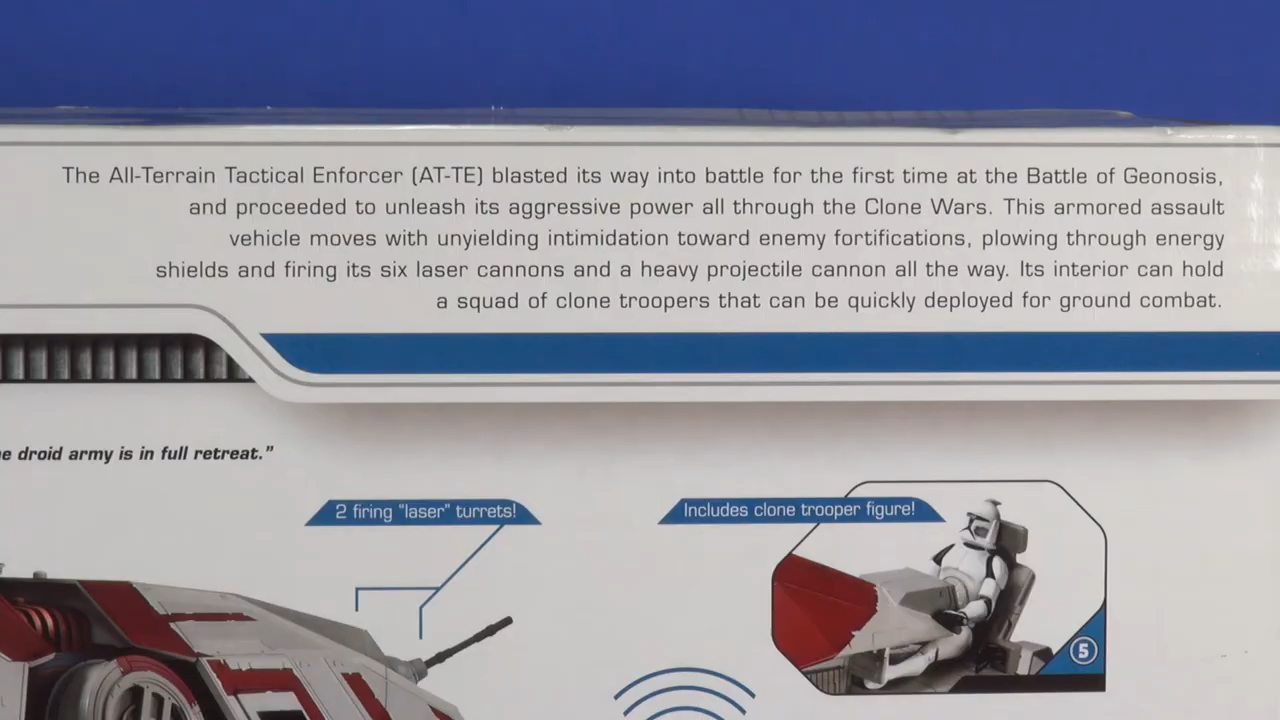 The All-Terrain Tactical Enforcer (AT-TE) blasted its way into battle for the first time at the Battle of Geonosis,
and proceeded to unleash its aggressive power all through the Clone Wars. This armored assault
vehicle moves with unyielding intimidation toward enemy fortifications, plowing through energy
shields and firing its six laser cannons and a heavy projectile cannon all the way. Its interior can hold
a squad of clone troopers that can be quickly deployed for ground combat.
droid army is in full retreat.”
2 firing “laser” turrets!
Includes clone trooper figure!
5